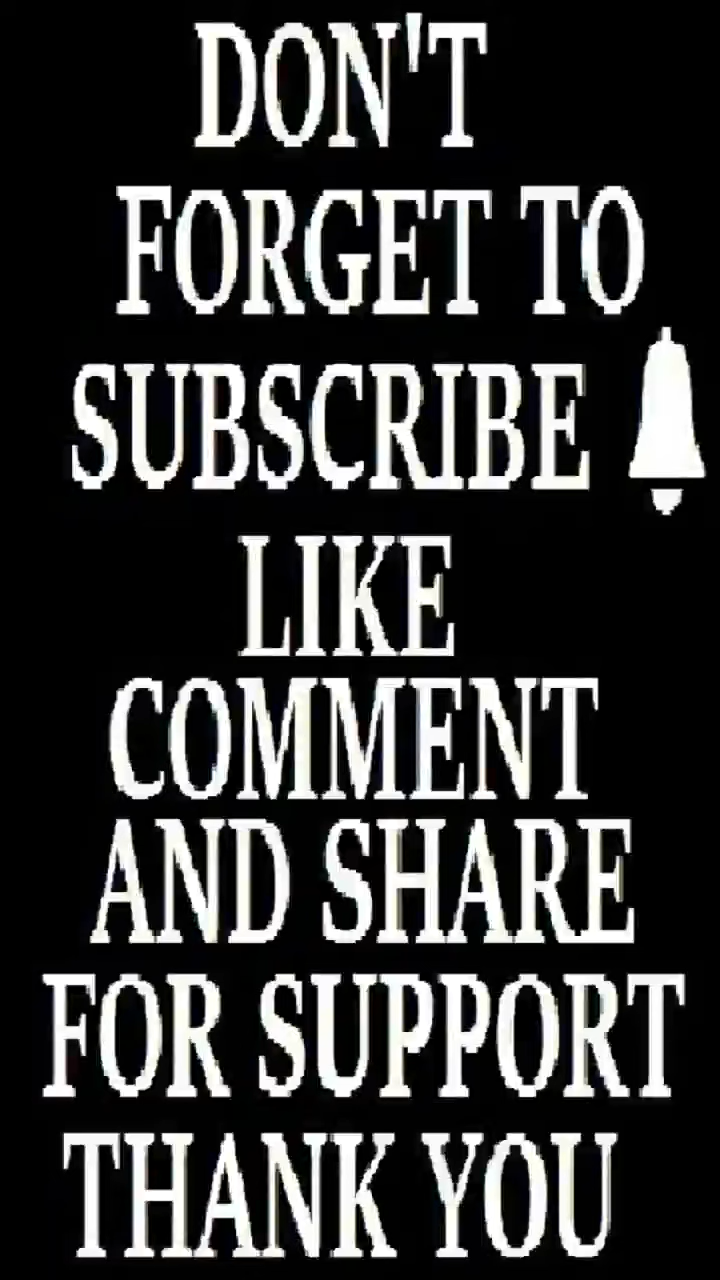 DON'T
FORGET TO
SUBSCRIBE
LIKE
COMMENT
AND SHARE
FOR SUPPORT
THANK YOU